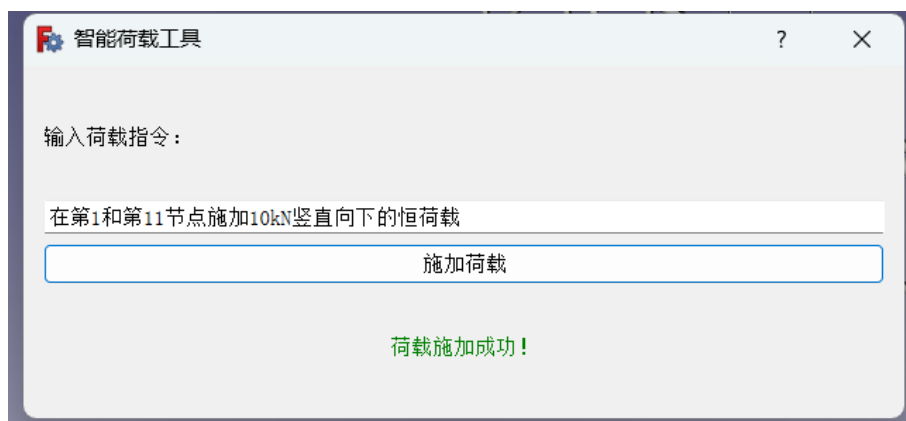 智能荷载工具
输入荷载指令：
在第1和第11节点施加10kN竖直向下的恒荷载
施加荷载
荷载施加成功！